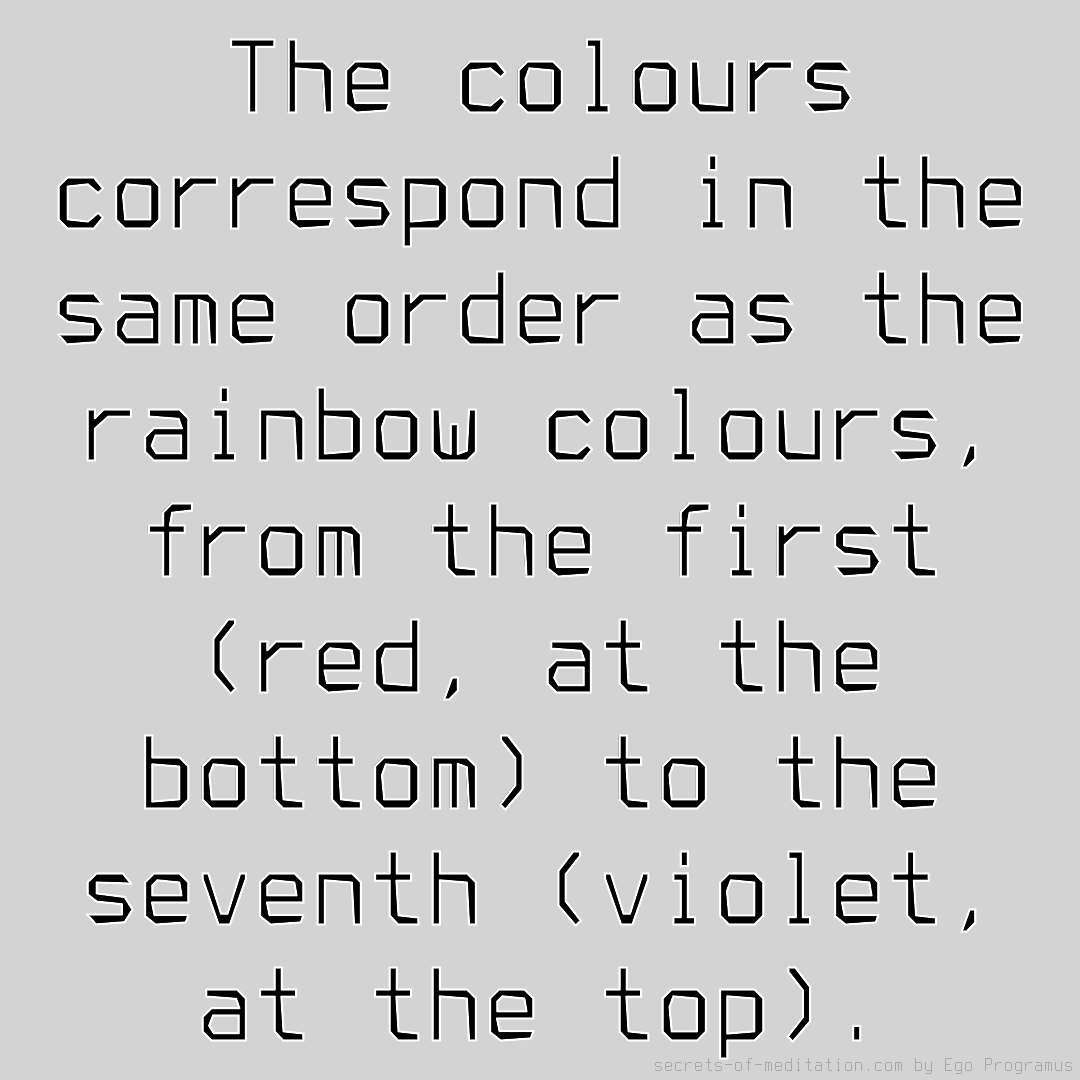 The colours
correspond in the
same order as the
rainbow colours,
from the first
(red, at the
bottom) to the
seventh (violet,
at the top).
secrets-of-meditation.com by Ego Programus